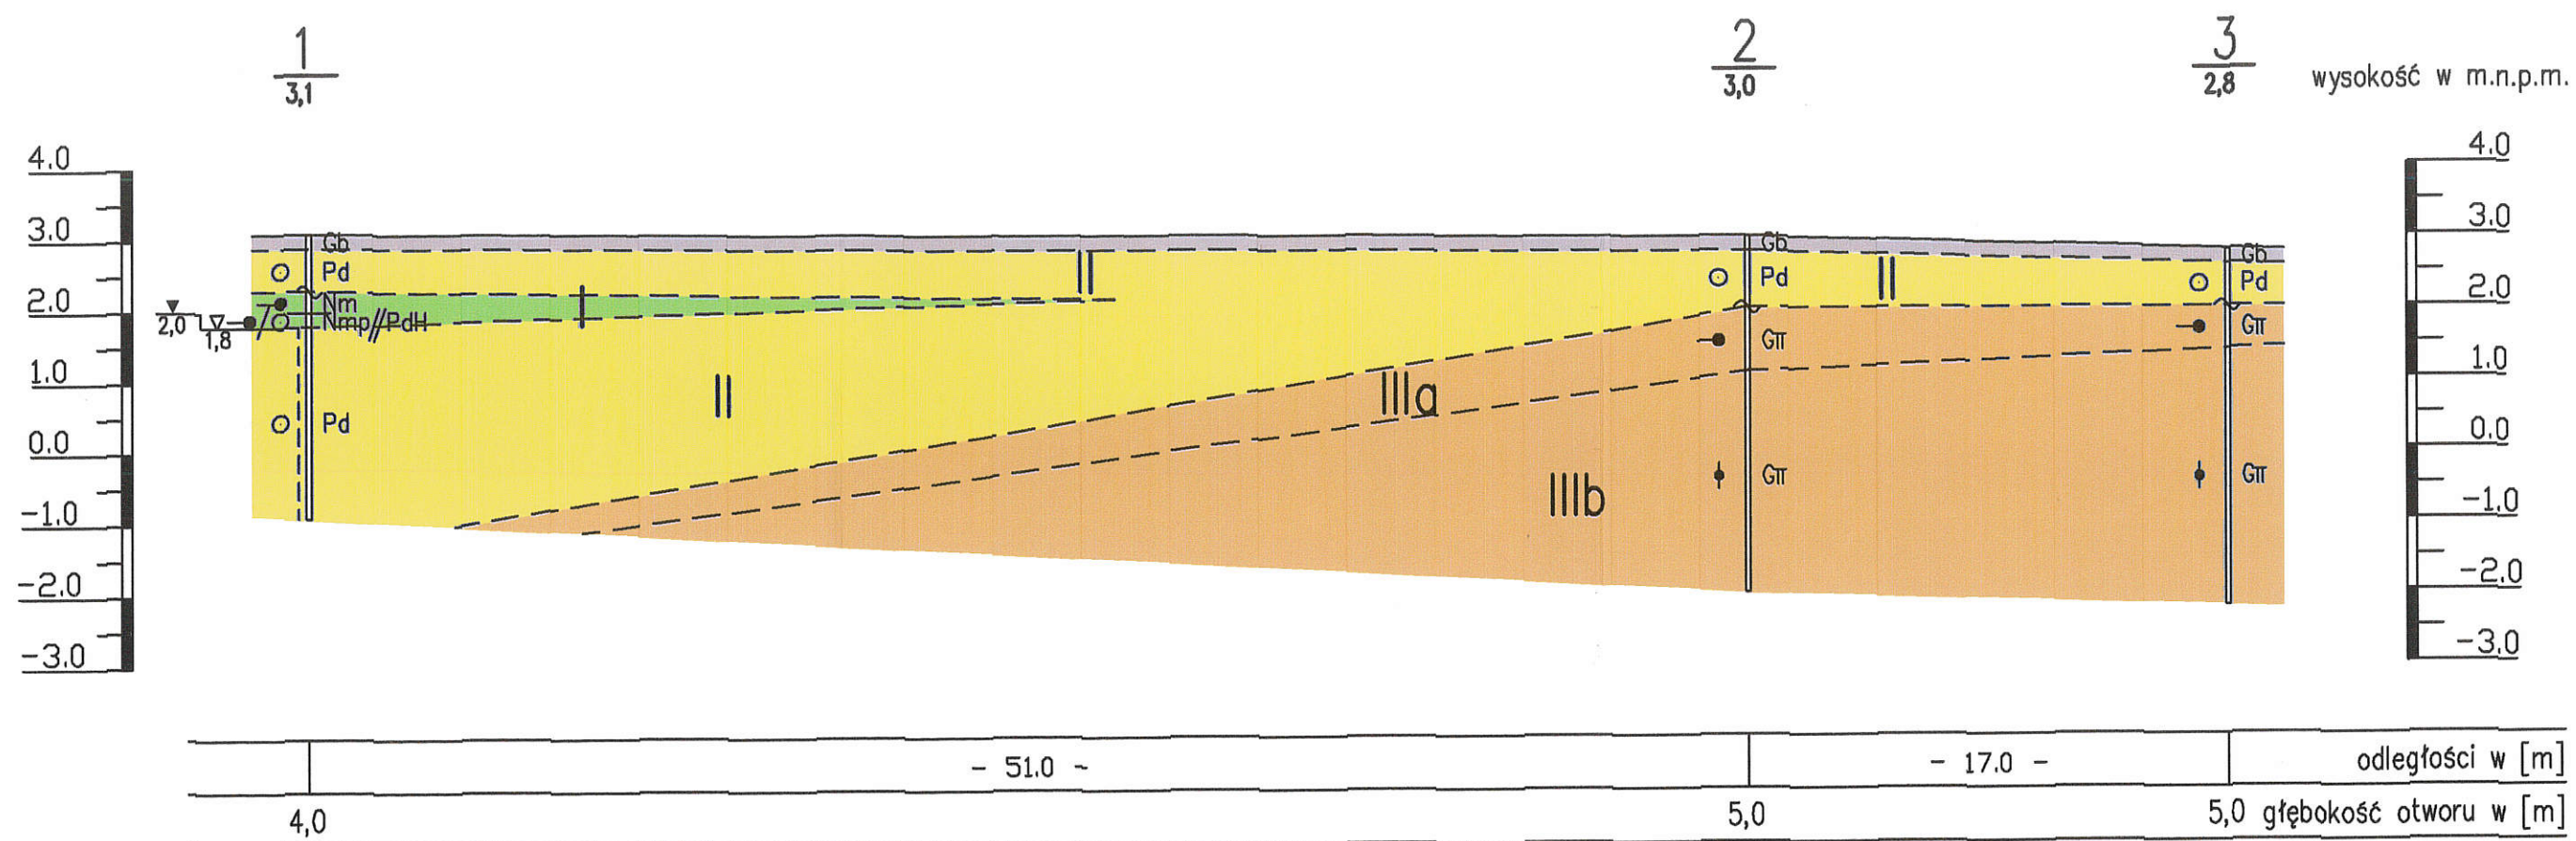 1 2 3
3,1 3,0 2,8 wysokość w m.n.p.m.
4.0 4.0
3.0 3.0
2.0 2.0
1.0 1.0
0.0 0.0
-1.0 -1.0
-2.0 -2.0
-3.0 -3.0
Gb Gb Gb
Pd II Pd II Pd
Nm I
2,0 1,8 Nmp//PdH
Gπ Gπ
II IIIa
Pd
IIIb Gπ Gπ
- 51.0 - - 17.0 - odległości w [m]
4,0 5,0 5,0 głębokość otworu w [m]